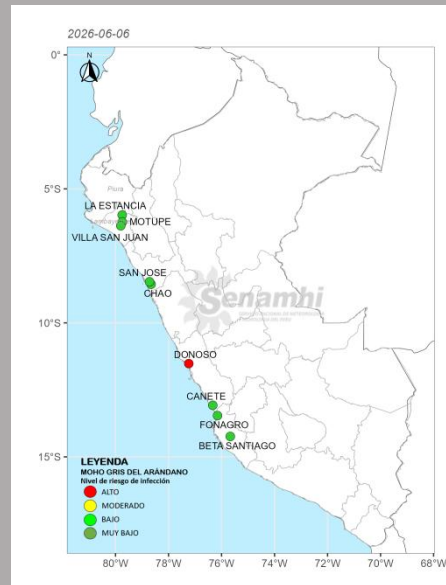 2026-06-06
N
0°
5°S
10°S
15°S
Piura
LA ESTANCIA
MOTUPE
VILLA SAN JUAN
SAN JOSE
CHAO
Senamhi
DONOSO
CANETE
FONAGRO
BETA SANTIAGO
LEYENDA
MOHO GRIS DEL ARÁNDANO
Nivel de riesgo de infección
ALTO
MODERADO
BAJO
MUY BAJO
80°W 78°W 76°W 74°W 72°W 70°W 68°W